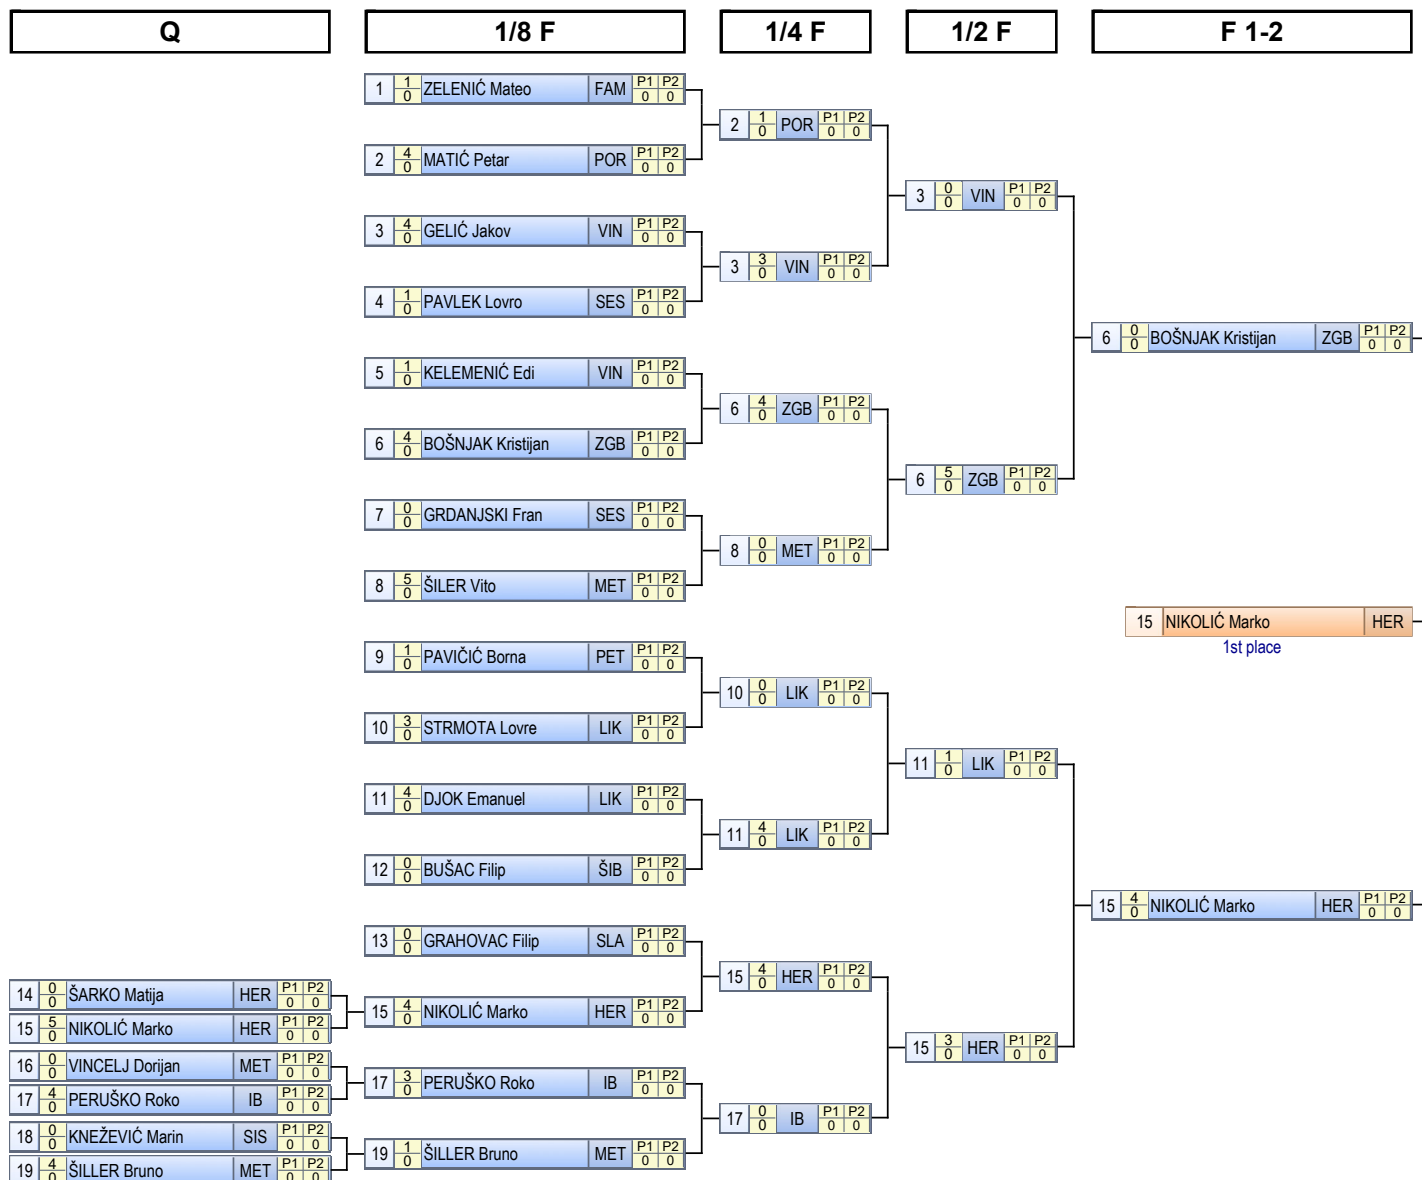 Q 1/8 F 1/4 F 1/2 F F 1-2
1 1 0 ZELENIĆ Mateo FAM P1 P2 0 0
2 1 0 POR P1 P2 0 0
2 4 0 MATIĆ Petar POR P1 P2 0 0
3 0 0 VIN P1 P2 0 0
3 4 0 GELIĆ Jakov VIN P1 P2 0 0
3 3 0 VIN P1 P2 0 0
4 1 0 PAVLEK Lovro SES P1 P2 0 0
6 0 0 BOŠNJAK Kristijan ZGB P1 P2 0 0
5 1 0 KELEMENIĆ Edi VIN P1 P2 0 0
6 4 0 ZGB P1 P2 0 0
6 4 0 BOŠNJAK Kristijan ZGB P1 P2 0 0
6 5 0 ZGB P1 P2 0 0
7 0 0 GRDANJSKI Fran SES P1 P2 0 0
8 0 0 MET P1 P2 0 0
8 5 0 ŠILER Vito MET P1 P2 0 0
15 NIKOLIĆ Marko HER
1st place
9 1 0 PAVIČIĆ Borna PET P1 P2 0 0
10 0 0 LIK P1 P2 0 0
10 3 0 STRMOTA Lovre LIK P1 P2 0 0
11 1 0 LIK P1 P2 0 0
11 4 0 DJOK Emanuel LIK P1 P2 0 0
11 4 0 LIK P1 P2 0 0
12 0 0 BUŠAC Filip ŠIB P1 P2 0 0
15 4 0 NIKOLIĆ Marko HER P1 P2 0 0
13 0 0 GRAHOVAC Filip SLA P1 P2 0 0
15 4 0 HER P1 P2 0 0
14 0 0 ŠARKO Matija HER P1 P2 0 0
15 4 0 NIKOLIĆ Marko HER P1 P2 0 0
15 5 0 NIKOLIĆ Marko HER P1 P2 0 0
15 3 0 HER P1 P2 0 0
16 0 0 VINCELJ Dorijan MET P1 P2 0 0
17 3 0 PERUŠKO Roko IB P1 P2 0 0
17 4 0 PERUŠKO Roko IB P1 P2 0 0
17 0 0 IB P1 P2 0 0
18 0 0 KNEŽEVIĆ Marin SIS P1 P2 0 0
19 1 0 ŠILLER Bruno MET P1 P2 0 0
19 4 0 ŠILLER Bruno MET P1 P2 0 0